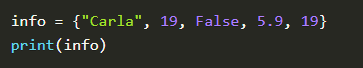 info = {"Carla", 19, False, 5.9, 19}
print(info)